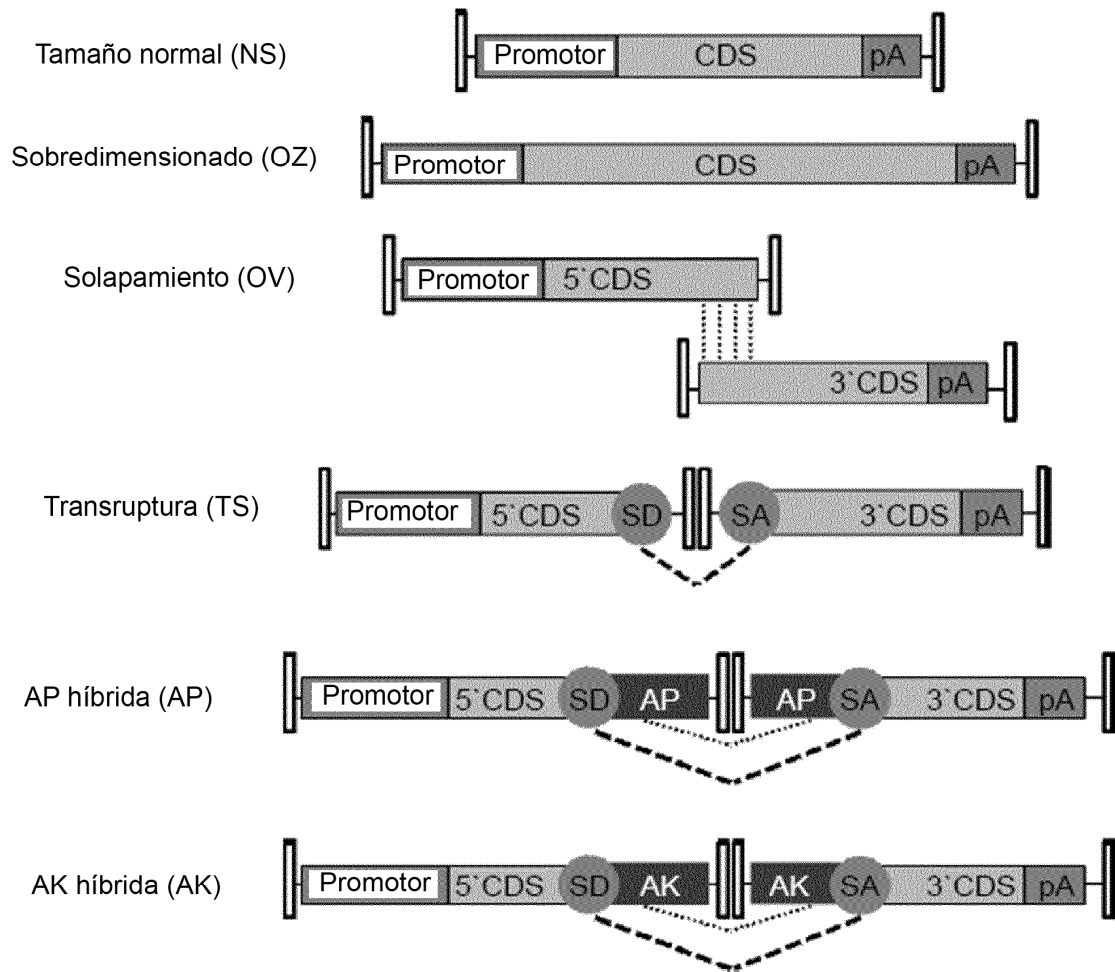 Tamaño normal (NS) Promotor CDS pA
Sobredimensionado (OZ) Promotor CDS pA
Solapamiento (OV) Promotor 5`CDS
3`CDS pA
Transruptura (TS) Promotor 5`CDS SD SA 3`CDS pA
AP híbrida (AP) Promotor 5`CDS SD AP AP SA 3`CDS pA
AK híbrida (AK) Promotor 5`CDS SD AK AK SA 3`CDS pA